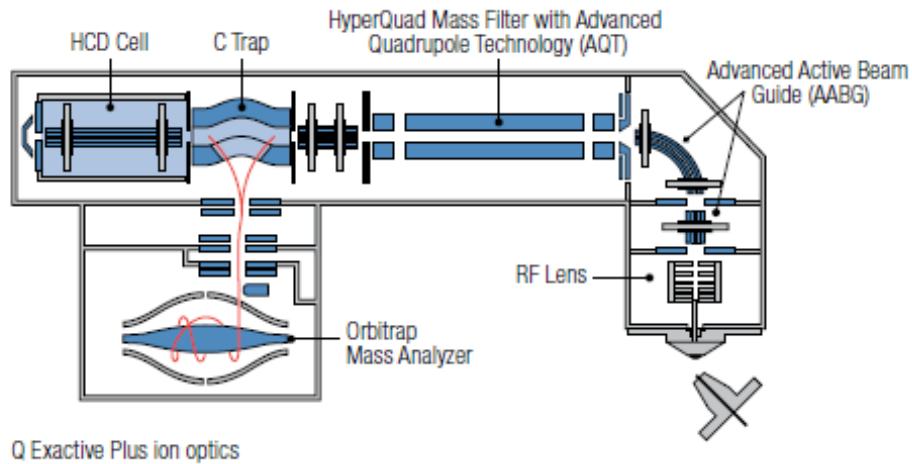 HyperQuad Mass Filter with Advanced
Quadrupole Technology (AQT)
HCD Cell
C Trap
Advanced Active Beam
Guide (AABG)
RF Lens
Orbitrap
Mass Analyzer
Q Exactive Plus ion optics